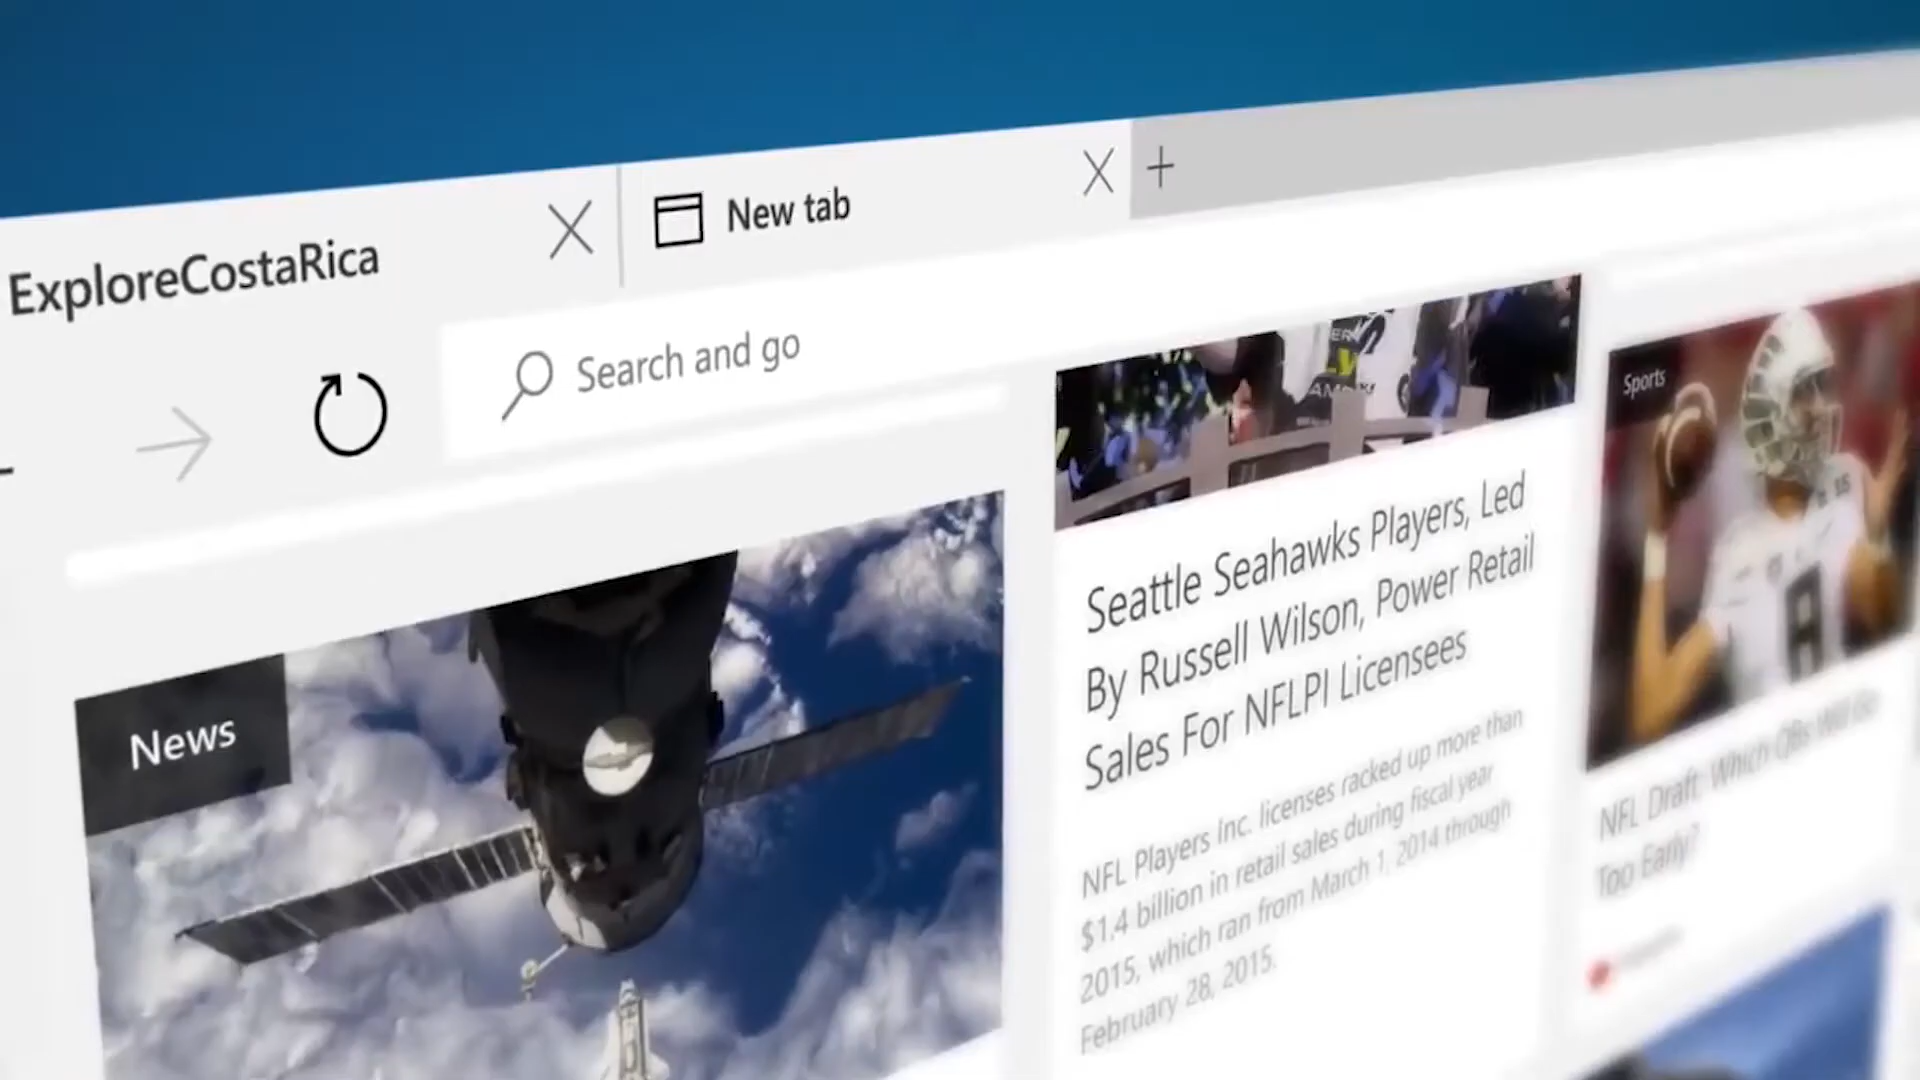 ExploreCostaRica
New tab
Search and go
News
Seattle Seahawks Players, Led
By Russell Wilson, Power Retail
Sales For NFLPI Licensees
NFL Players Inc. licenses racked up more than
$1.4 billion in retail sales during fiscal year
2015, which ran from March 1, 2014 through
February 28, 2015.
Sports
NFL Draft: Which QBs Will Go
Too Early?